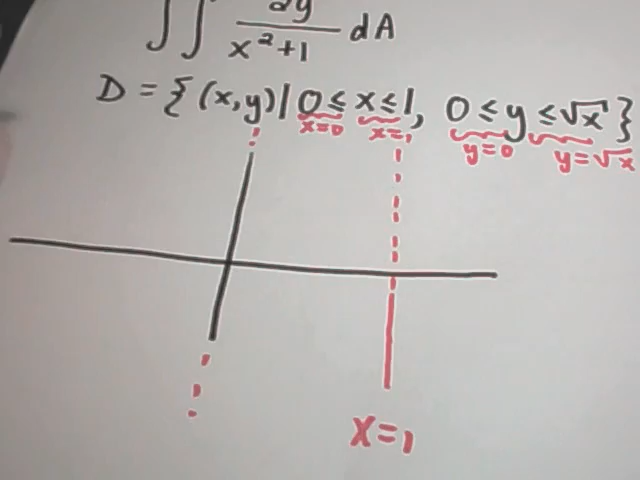 ∫∫ 2y/(x²+1) dA
D = {(x,y) | 0 ≤ x ≤ 1, 0 ≤ y ≤ √x}
x=0 x=1 y=0 y=√x
x=1